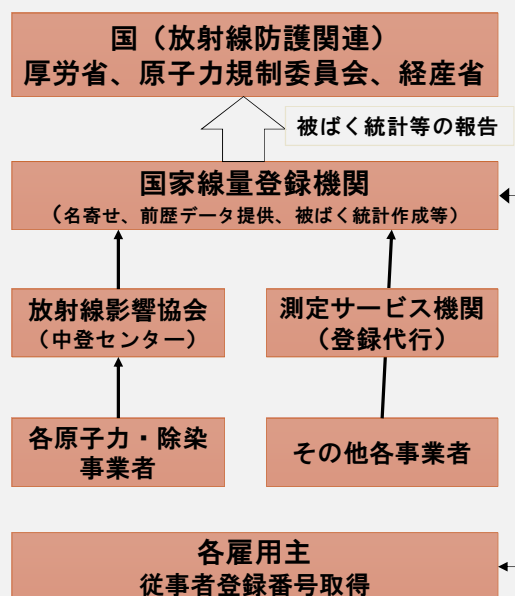 国（放射線防護関連）
厚労省、原子力規制委員会、経産省
被ばく統計等の報告
国家線量登録機関
（名寄せ、前歴データ提供、被ばく統計作成等）
放射線影響協会
（中登センター）
測定サービス機関
（登録代行）
各原子力・除染
事業者
その他各事業者
各雇用主
従事者登録番号取得